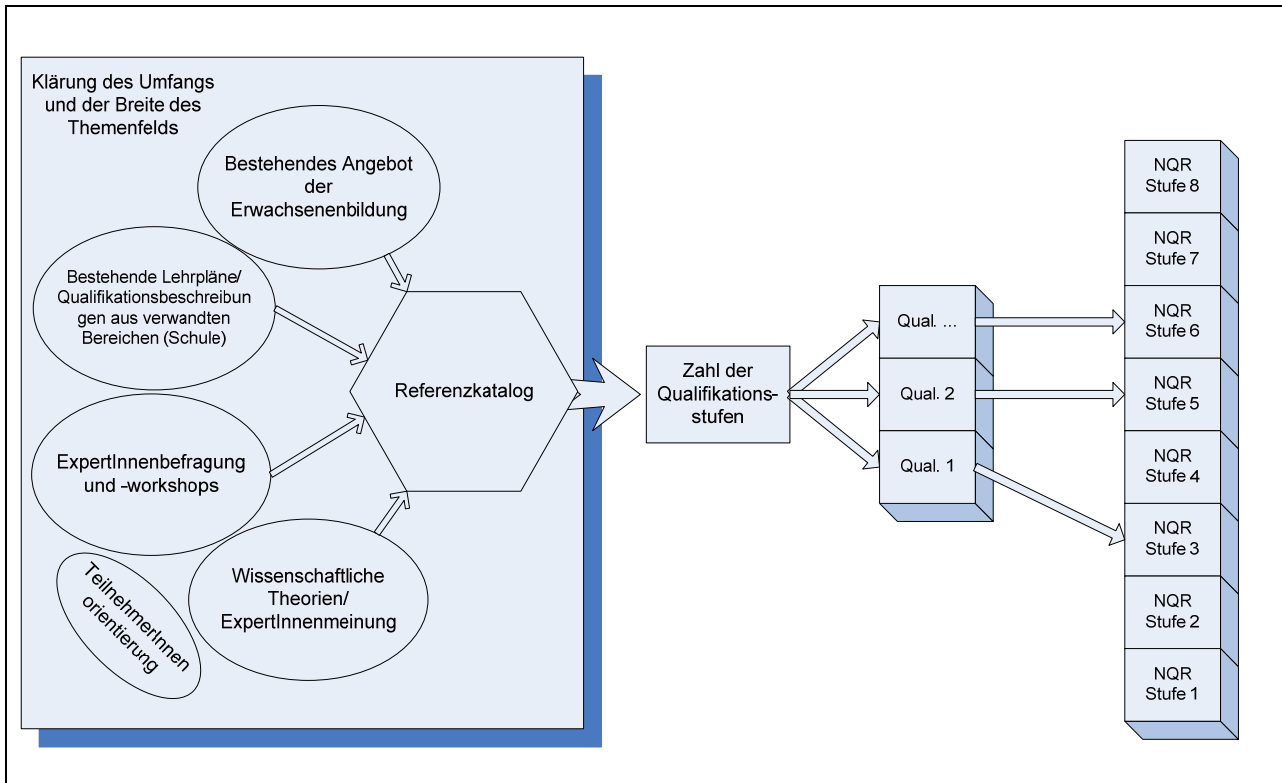 Klärung des Umfangs
und der Breite des
Themenfelds
Bestehendes Angebot
der
Erwachsenenbildung
Bestehende Lehrpläne/
Qualifikationsbeschreibun
gen aus verwandten
Bereichen (Schule)
ExpertInnenbefragung
und -workshops
TeilnehmerInnen
orientierung
Wissenschaftliche
Theorien/
ExpertInnenmeinung
Referenzkatalog
Zahl der
Qualifikations-
stufen
Qual. ...
Qual. 2
Qual. 1
NQR
Stufe 8
NQR
Stufe 7
NQR
Stufe 6
NQR
Stufe 5
NQR
Stufe 4
NQR
Stufe 3
NQR
Stufe 2
NQR
Stufe 1